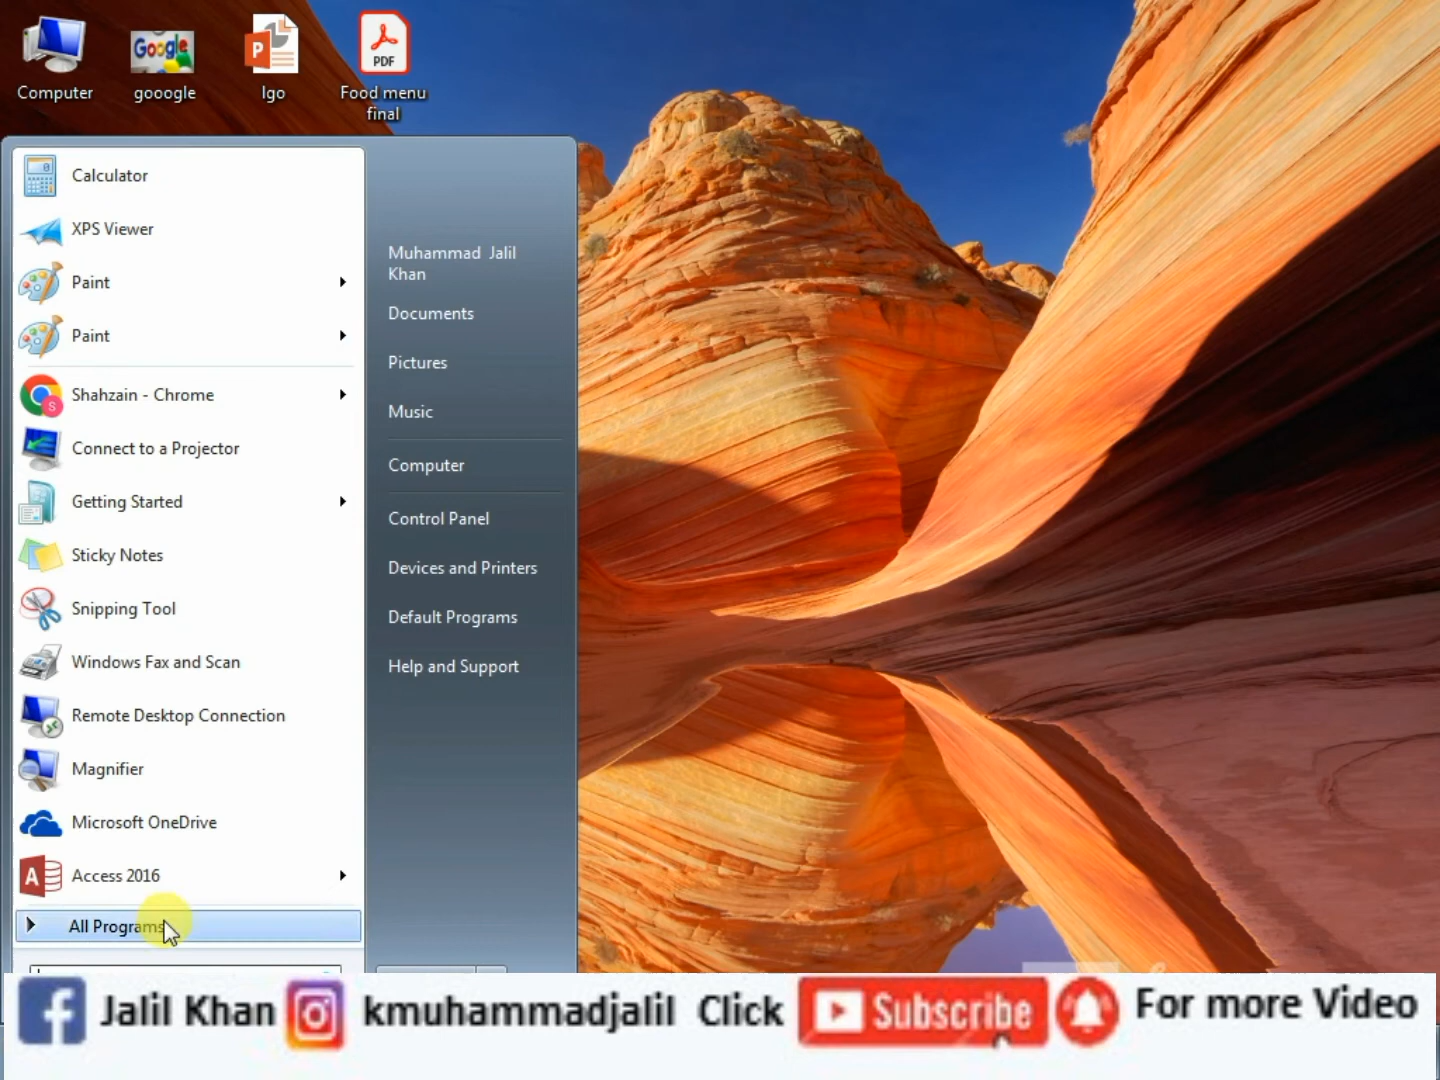 Computer
gooogle
lgo
Food menu
final
PDF
Google
P
Calculator
XPS Viewer
Paint
Paint
Shahzain - Chrome
S
Connect to a Projector
Getting Started
Sticky Notes
Snipping Tool
Windows Fax and Scan
Remote Desktop Connection
Magnifier
Microsoft OneDrive
A Access 2016
All Programs
Muhammad Jalil
Khan
Documents
Pictures
Music
Computer
Control Panel
Devices and Printers
Default Programs
Help and Support
f Jalil Khan kmuhammadjalil Click Subscribe For more Video